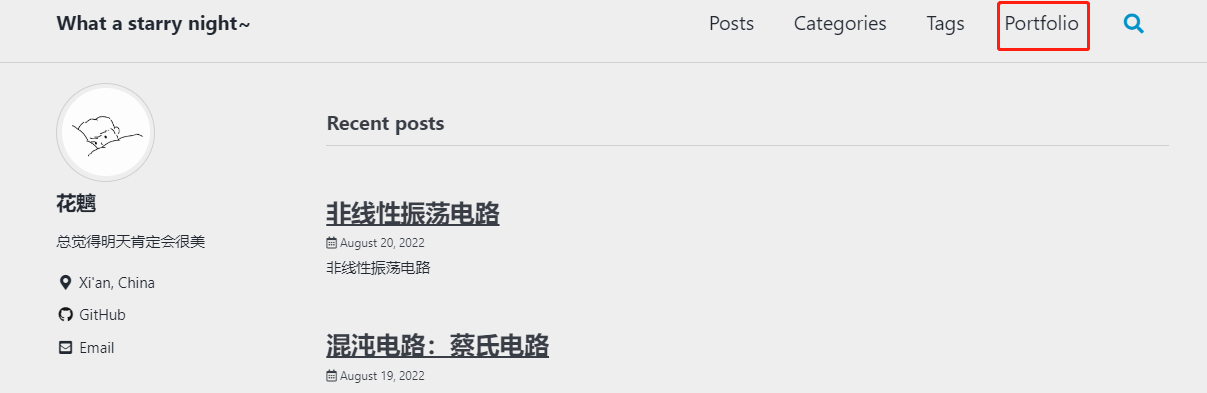 What a starry night~
Posts Categories Tags Portfolio
花魑
总觉得明天肯定会很美
Xi'an, China
GitHub
Email
Recent posts
非线性振荡电路
August 20, 2022
非线性振荡电路
混沌电路：蔡氏电路
August 19, 2022